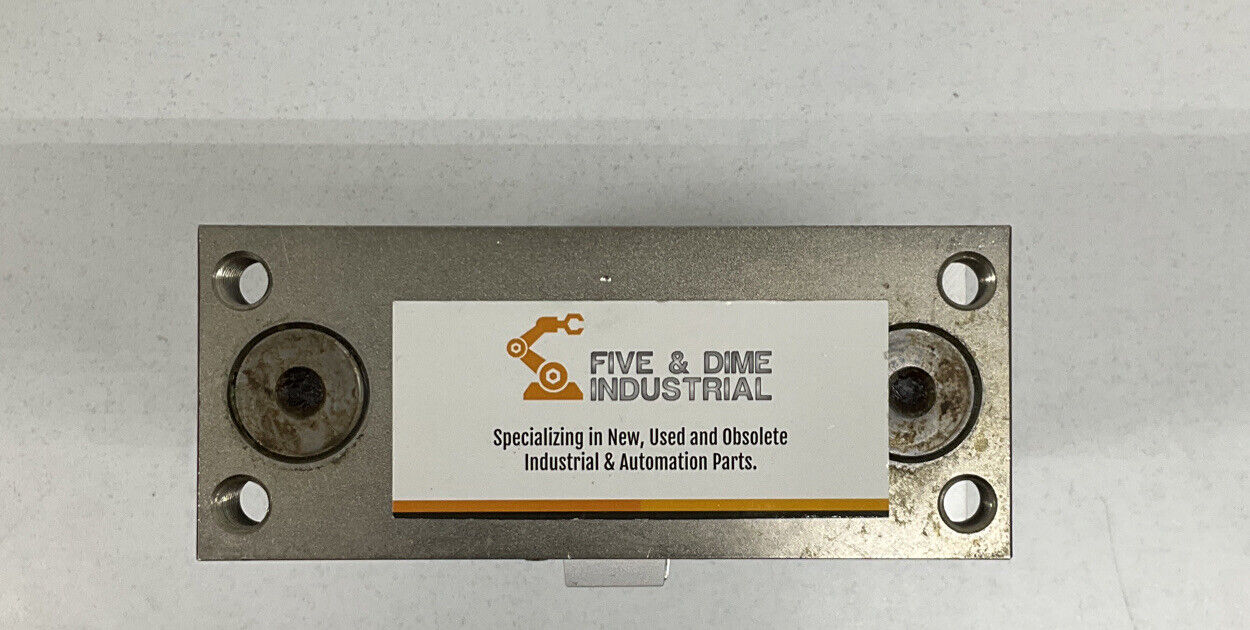 FIVE & DIME
INDUSTRIAL
Specializing in New, Used and Obsolete
Industrial & Automation Parts.